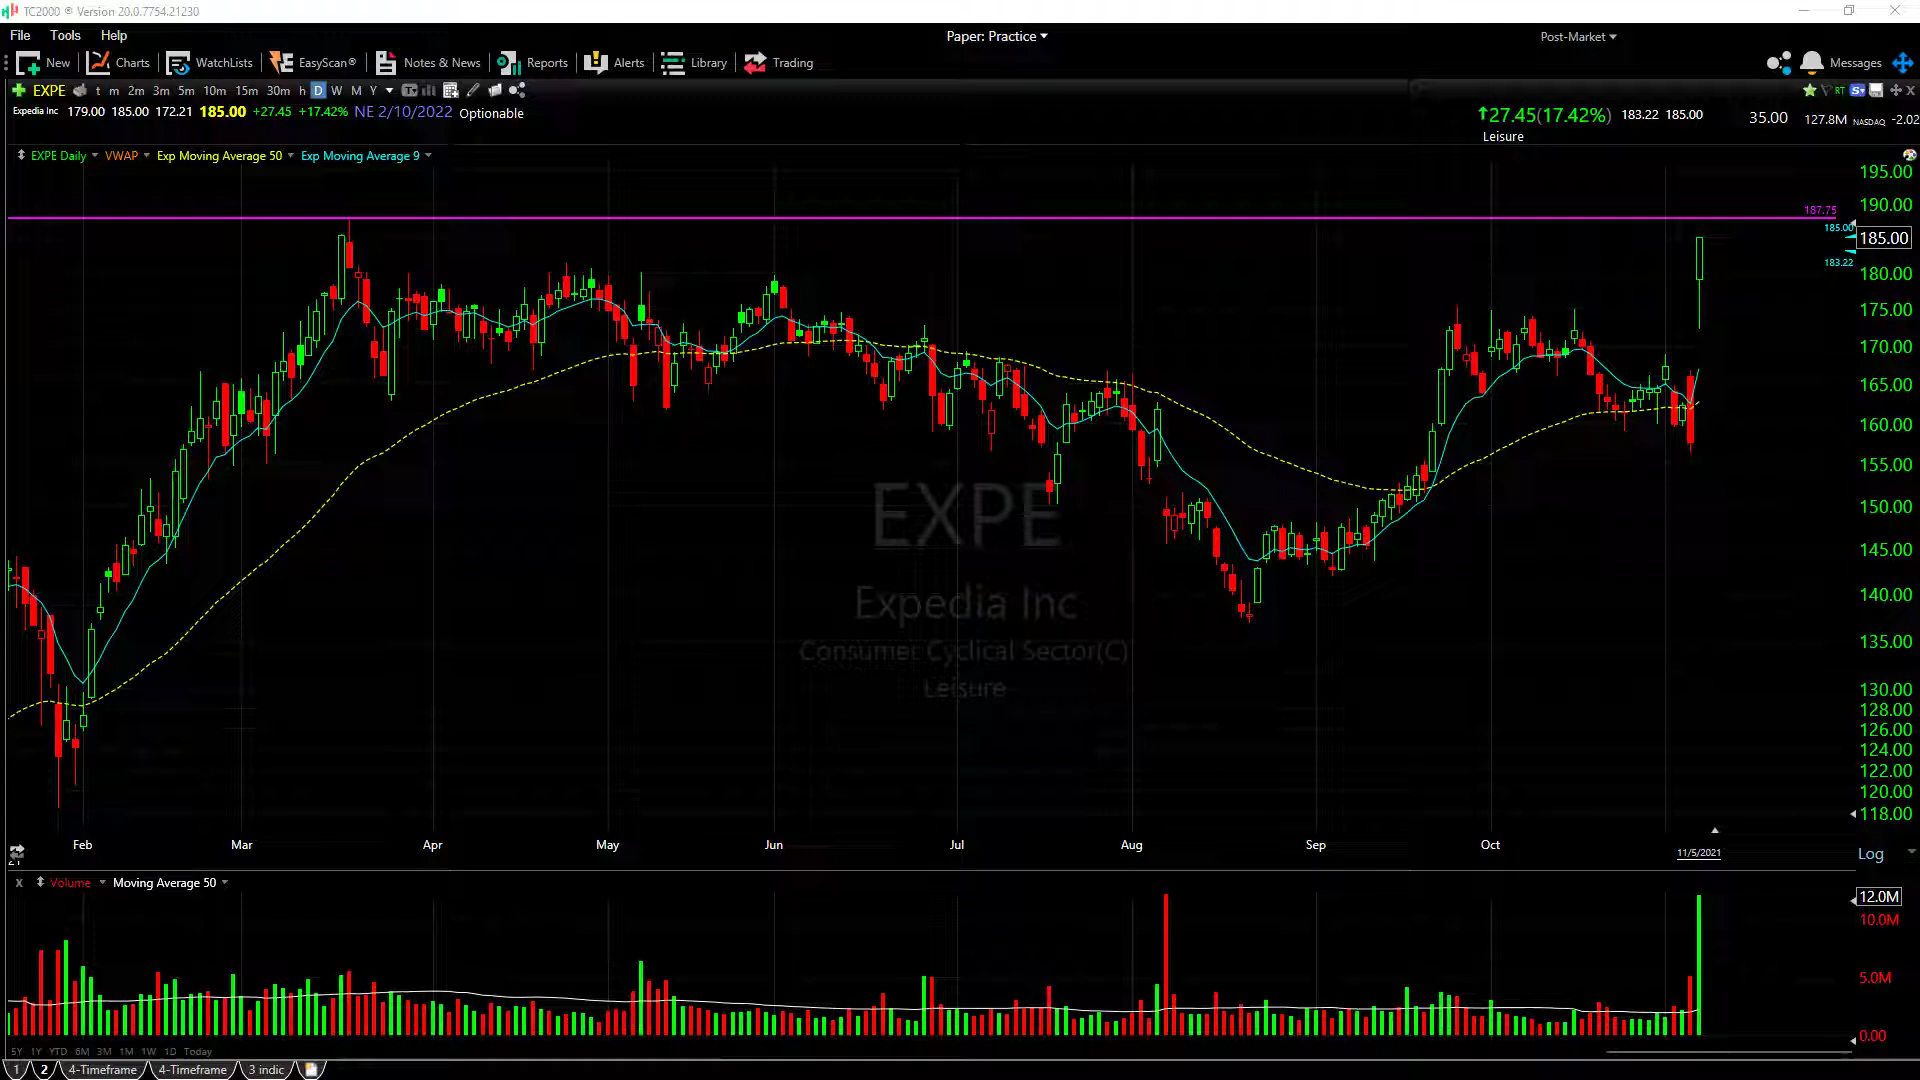 TC2000 ® Version 20.0.7754.21230
File Tools Help Paper: Practice Post-Market
New Charts WatchLists EasyScan® Notes & News Reports Alerts Library Trading Messages
EXPE t m 2m 3m 5m 10m 15m 30m h D W M Y RT S
Expedia Inc 179.00 185.00 172.21 185.00 +27.45 +17.42% NE 2/10/2022 Optionable 27.45(17.42%) 183.22 185.00 35.00 127.8M NASDAQ -2.02
Leisure
EXPE Daily VWAP Exp Moving Average 50 Exp Moving Average 9
195.00
190.00
187.75
185.00
185.00
183.22
180.00
175.00
170.00
165.00
160.00
155.00
150.00
145.00
140.00
135.00
130.00
128.00
126.00
124.00
122.00
120.00
118.00
EXPE
Expedia Inc
Consumer Cyclical Sector(C)
Leisure
Feb Mar Apr May Jun Jul Aug Sep Oct 11/5/2021 Log
x Volume Moving Average 50
12.0M
10.0M
5.0M
0.00
5Y 1Y YTD 6M 3M 1M 1W 1D Today
1 2 4-Timeframe 4-Timeframe 3 indic